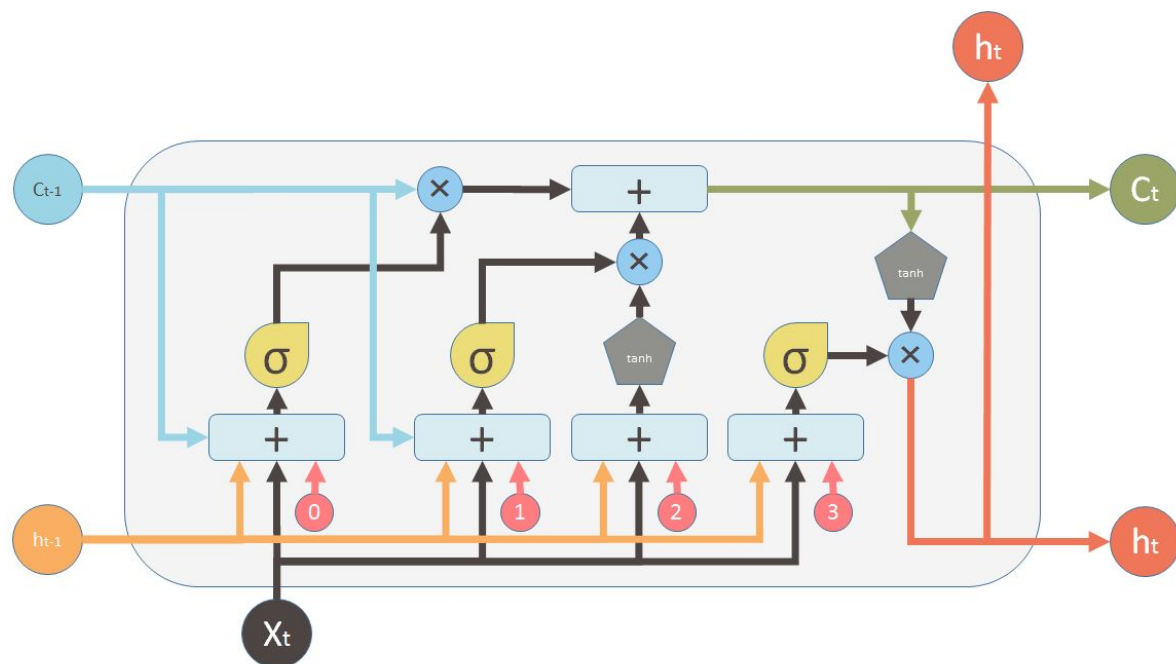 hₜ
Cₜ₋₁
×
+
Cₜ
×
tanh
σ
σ
tanh
σ
×
+
+
+
+
0
1
2
3
hₜ₋₁
hₜ
Xₜ